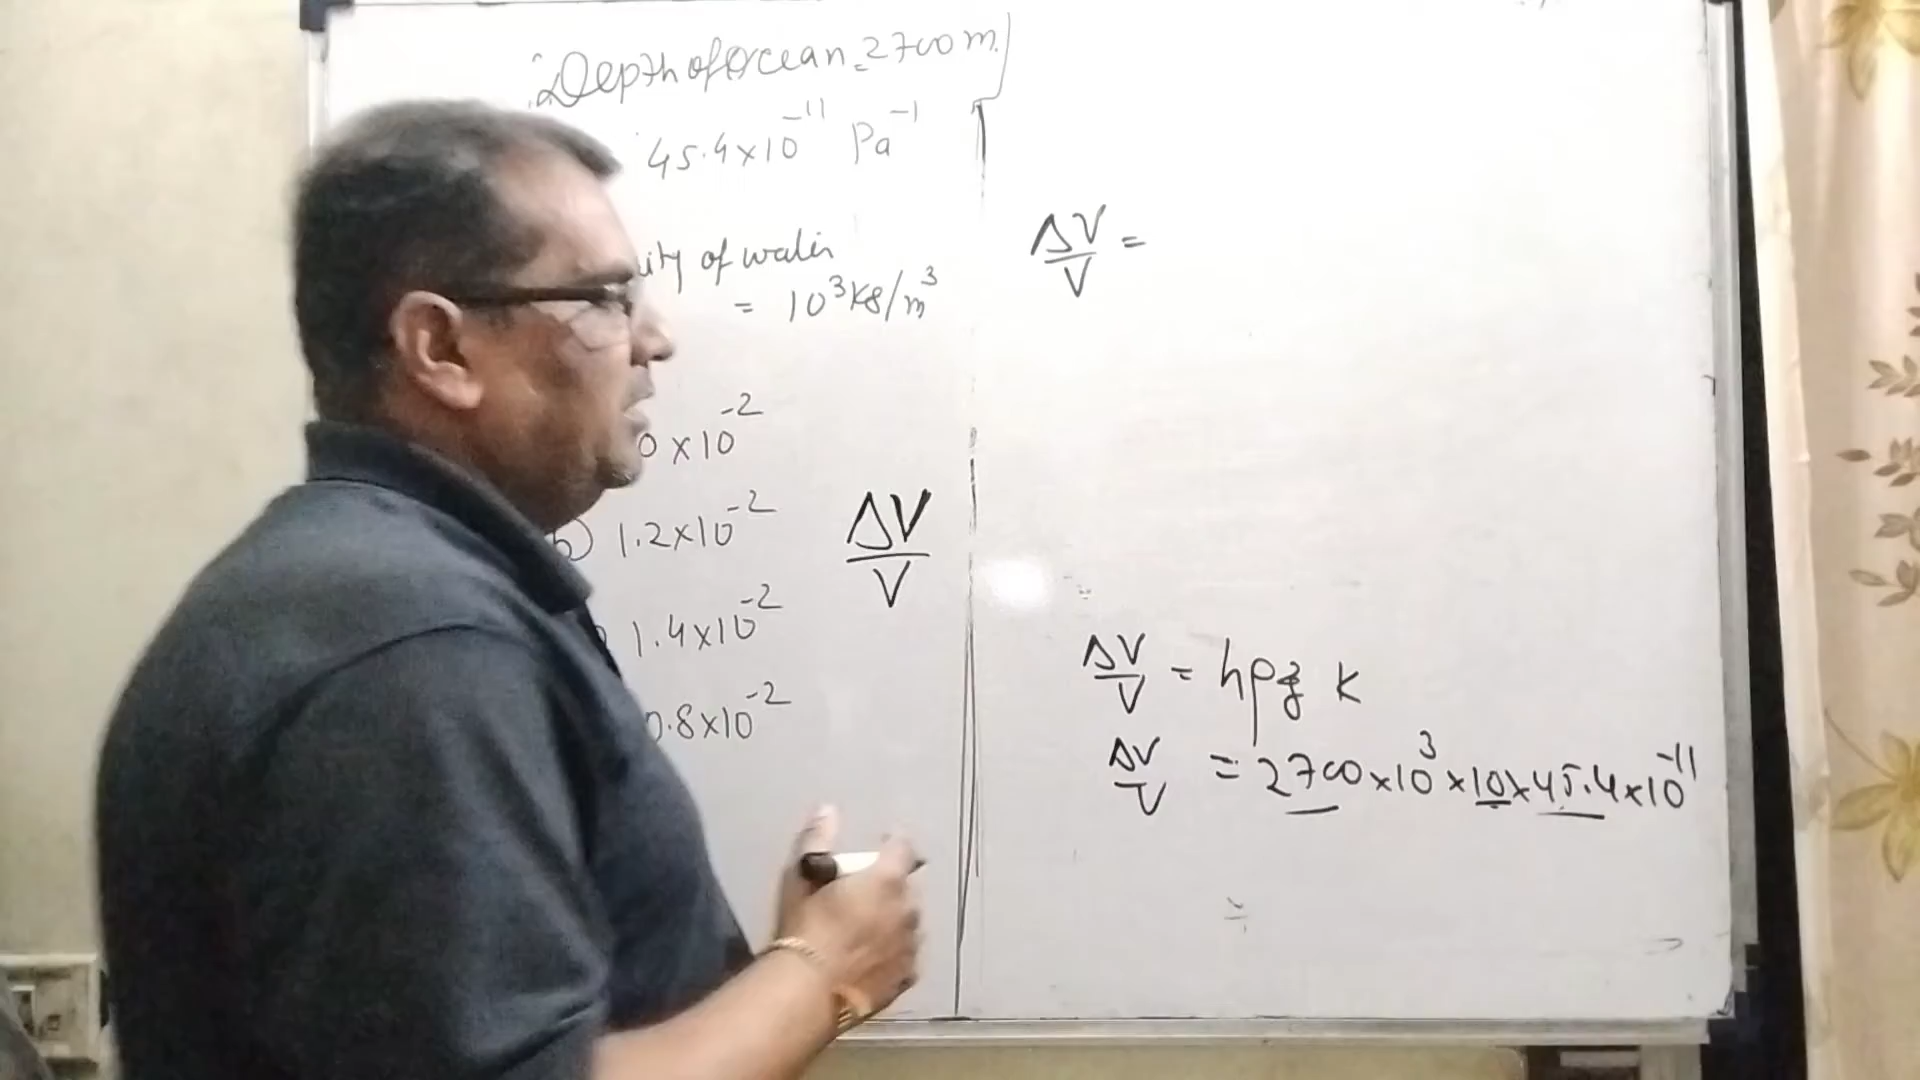 Depth of Ocean = 2700 m.
45.4×10⁻¹¹ Pa⁻¹
ity of water
= 10³ kg/m³
0 × 10⁻²
b) 1.2×10⁻²
1.4×10⁻²
0.8×10⁻²
ΔV/V
ΔV/V =
ΔV/V = hρg K
ΔV/V = 2700×10³×10×45.4×10⁻¹¹